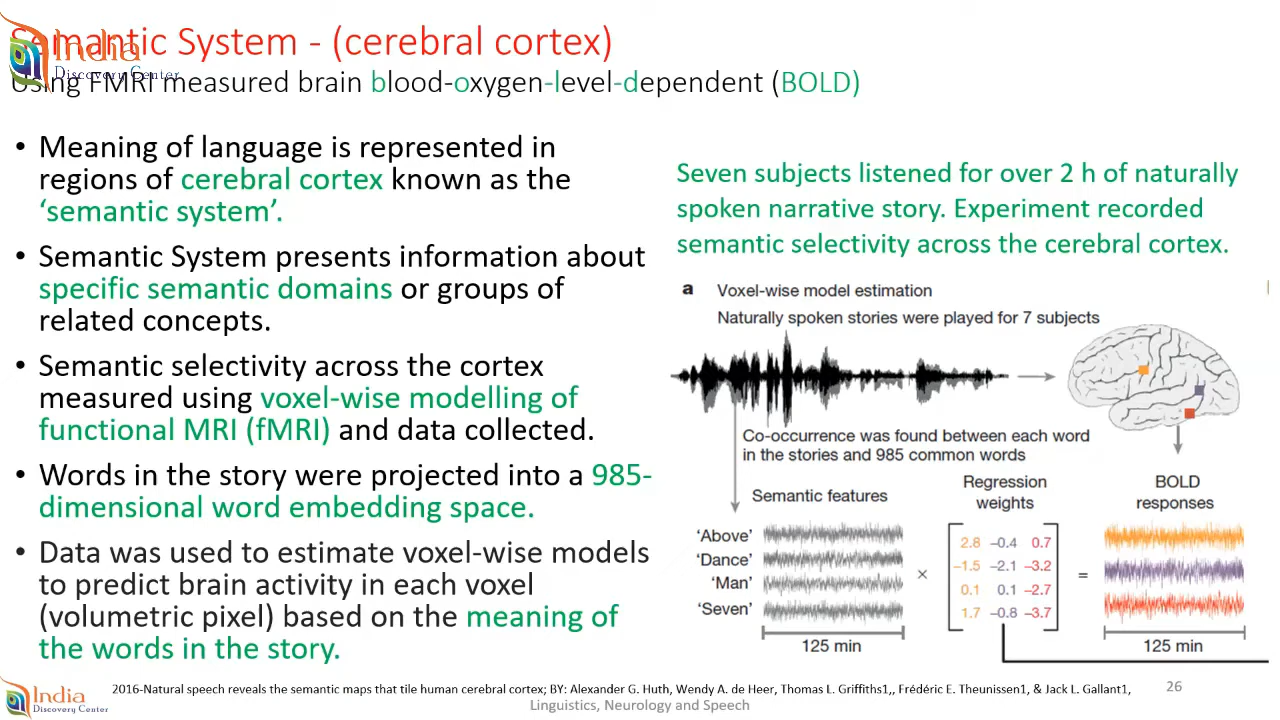 Semantic System - (cerebral cortex)
India
Discovery Center
Using FMRI measured brain blood-oxygen-level-dependent (BOLD)
• Meaning of language is represented in
regions of cerebral cortex known as the
‘semantic system’.
• Semantic System presents information about
specific semantic domains or groups of
related concepts.
• Semantic selectivity across the cortex
measured using voxel-wise modelling of
functional MRI (fMRI) and data collected.
• Words in the story were projected into a 985-
dimensional word embedding space.
• Data was used to estimate voxel-wise models
to predict brain activity in each voxel
(volumetric pixel) based on the meaning of
the words in the story.
Seven subjects listened for over 2 h of naturally
spoken narrative story. Experiment recorded
semantic selectivity across the cerebral cortex.
a Voxel-wise model estimation
Naturally spoken stories were played for 7 subjects
Co-occurrence was found between each word
in the stories and 985 common words
Semantic features
Regression
weights
BOLD
responses
‘Above’
‘Dance’
‘Man’
‘Seven’
×
2.8 –0.4 0.7
–1.5 –2.1 –3.2
0.1 0.1 –2.7
1.7 –0.8 –3.7
=
125 min
125 min
2016-Natural speech reveals the semantic maps that tile human cerebral cortex; BY: Alexander G. Huth, Wendy A. de Heer, Thomas L. Griffiths1,, Frédéric E. Theunissen1, & Jack L. Gallant1,
26
India
Discovery Center
Linguistics, Neurology and Speech